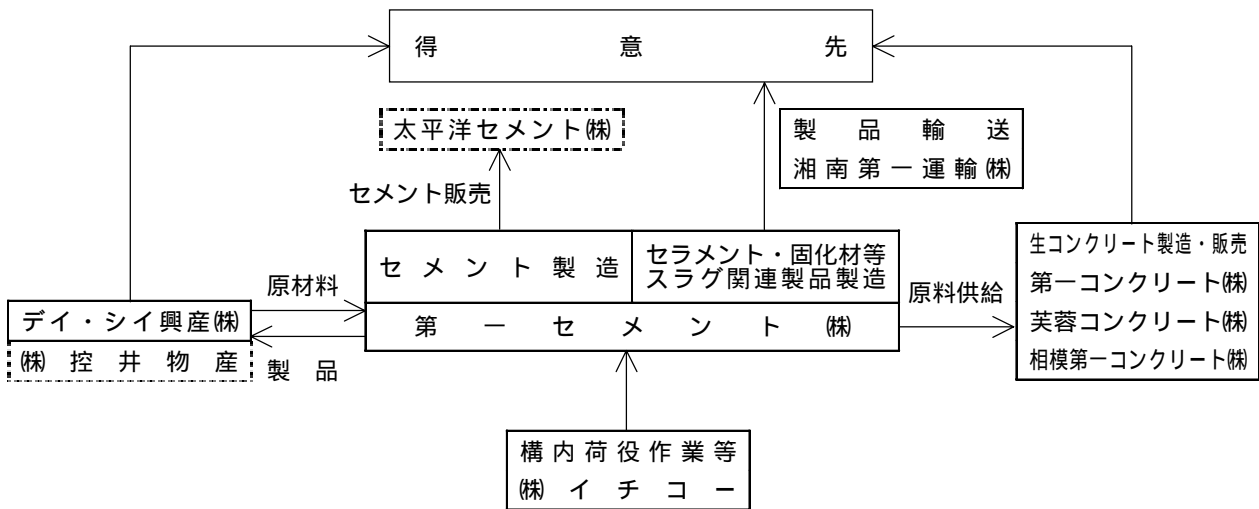 得意先
太平洋セメント㈱
製品輸送
湘南第一運輸㈱
セメント販売
セメント製造
セラメント・固化材等
スラグ関連製品製造
生コンクリート製造・販売
第一コンクリート㈱
芙蓉コンクリート㈱
相模第一コンクリート㈱
原材料
原料供給
デイ・シイ興産㈱
第一セメント㈱
㈱控井物産
製品
構内荷役作業等
㈱イチコー